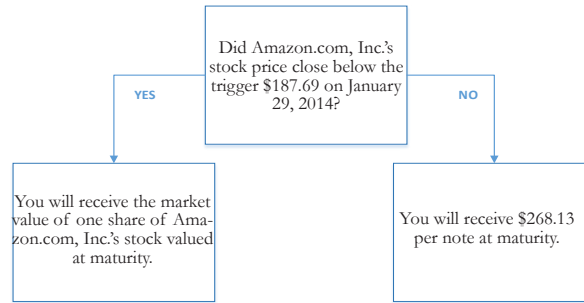 Did Amazon.com, Inc.'s
stock price close below the
trigger $187.69 on January
29, 2014?
YES
NO
You will receive the market
value of one share of Ama-
zon.com, Inc.'s stock valued
at maturity.
You will receive $268.13
per note at maturity.